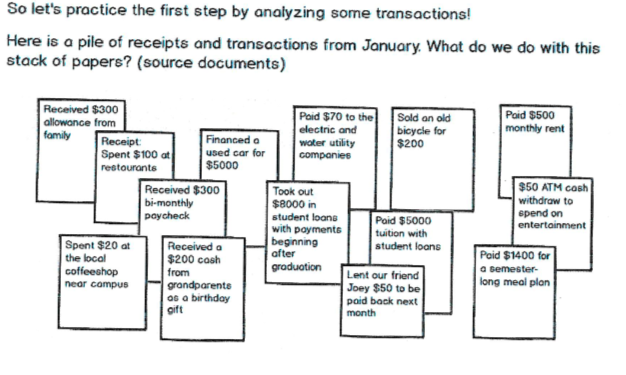 So let's practice the first step by analyzing some transactions!
Here is a pile of receipts and transactions from January. What do we do with this
stack of papers? (source documents)
Received $300
allowance from
family
Receipt:
Spent $100 at
restaurants
Financed a
used car for
$5000
Paid $70 to the
electric and
water utility
companies
Sold an old
bicycle for
$200
Paid $500
monthly rent
Received $300
bi-monthly
paycheck
Took out
$8000 in
student loans
with payments
beginning
after
graduation
$50 ATM cash
withdraw to
spend on
entertainment
Paid $5000
tuition with
student loans
Spent $20 at
the local
coffeeshop
near campus
Received a
$200 cash
from
grandparents
as a birthday
gift
Lent our friend
Joey $50 to be
paid back next
month
Paid $1400 for
a semester-
long meal plan